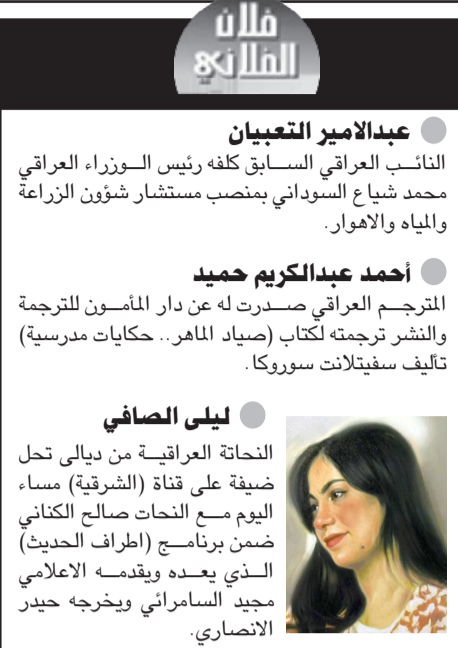 فلان
الفلاني
عبدالامير التعبيان
النائب العراقي السابق كلفه رئيس الوزراء العراقي
محمد شياع السوداني بمنصب مستشار شؤون الزراعة
والمياه والاهوار.
أحمد عبدالكريم حميد
المترجم العراقي صدرت له عن دار المأمون للترجمة
والنشر ترجمته لكتاب (صياد الماهر.. حكايات مدرسية)
تأليف سفيتلانت سوروكا.
ليلى الصافي
النحاتة العراقية من ديالى تحل
ضيفة على قناة (الشرقية) مساء
اليوم مع النحات صالح الكناني
ضمن برنامج (اطراف الحديث)
الذي يعده ويقدمه الاعلامي
مجيد السامرائي ويخرجه حيدر
الانصاري.